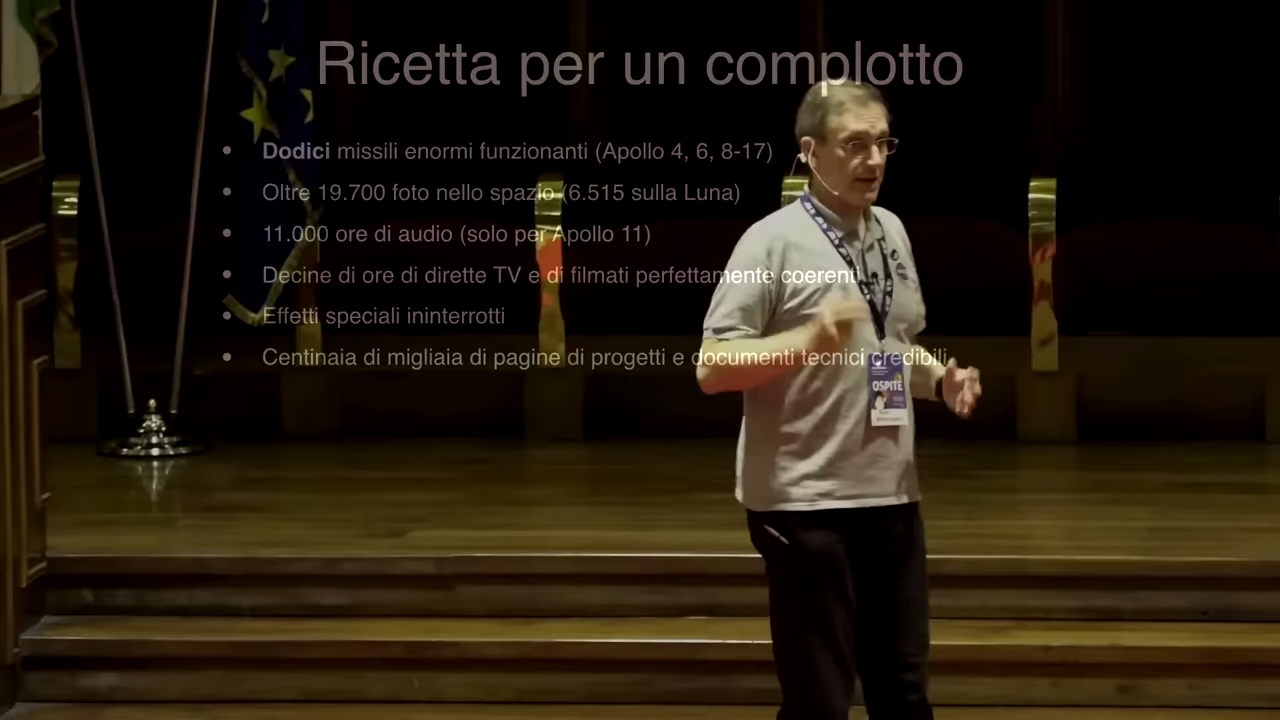 Ricetta per un complotto
• Dodici missili enormi funzionanti (Apollo 4, 6, 8-17)
• Oltre 19.700 foto nello spazio (6.515 sulla Luna)
• 11.000 ore di audio (solo per Apollo 11)
• Decine di ore di dirette TV e di filmati perfettamente coerenti
• Effetti speciali ininterrotti
• Centinaia di migliaia di pagine di progetti e documenti tecnici credibili
OSPITE